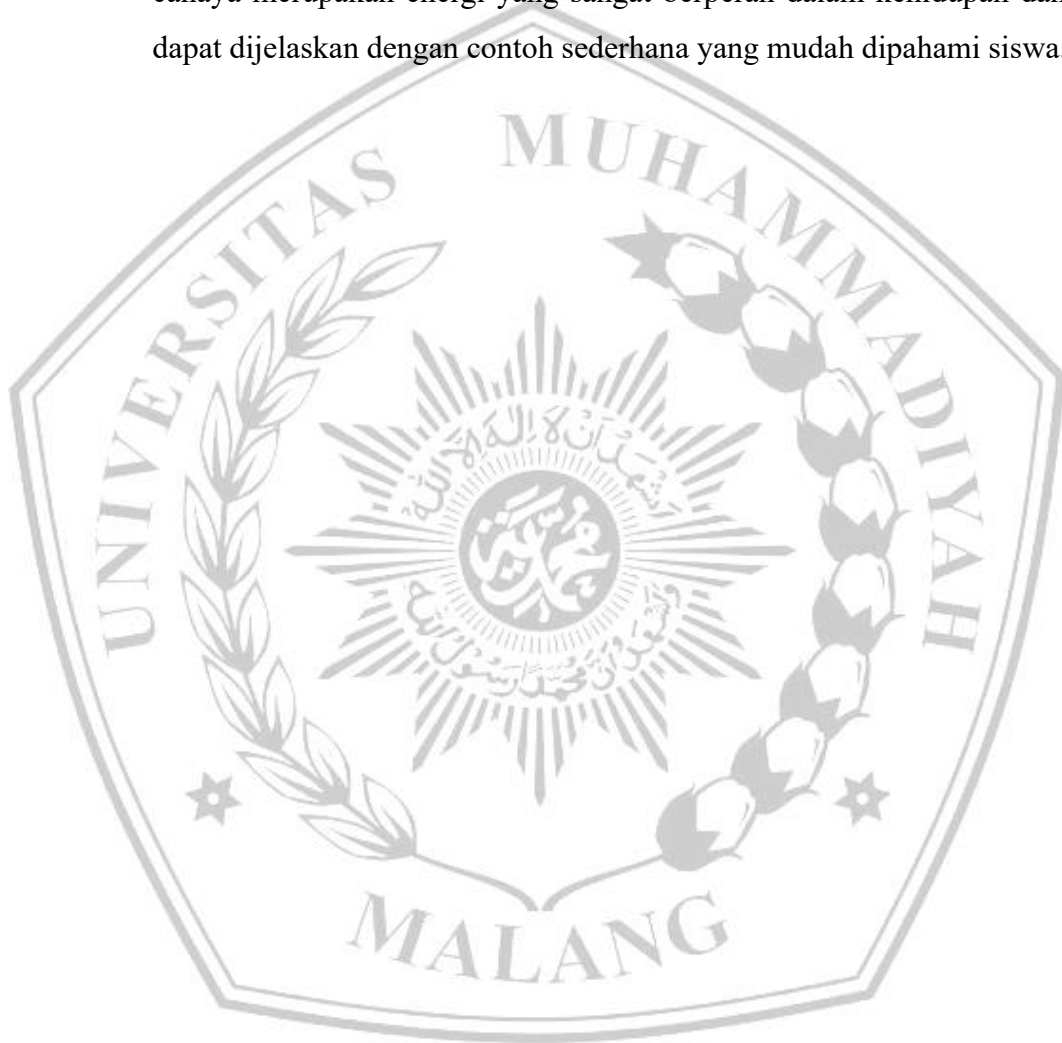 cahaya merupakan energi yang sangat berperan dalam kehidupan dan
dapat dijelaskan dengan contoh sederhana yang mudah dipahami siswa.
UNIVERSITAS MUHAMMADIYAH
MALANG